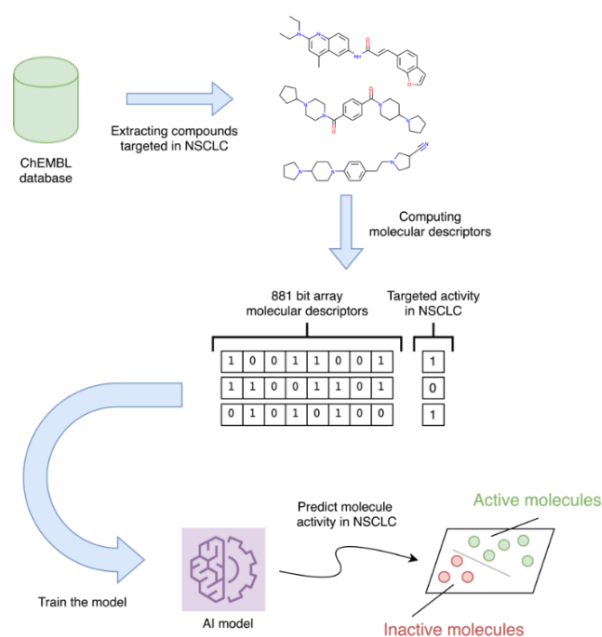 ChEMBL
database
Extracting compounds
targeted in NSCLC
N
N
NH
O
O
N
N
O
O
N
N
N
N
N
N
Computing
molecular descriptors
881 bit array
molecular descriptors
Targeted activity
in NSCLC
1 0 0 1 1 0 0 1 1
1 1 0 0 1 1 0 1 0
0 1 0 1 0 1 0 0 1
Train the model
AI model
Predict molecule
activity in NSCLC
Active molecules
Inactive molecules